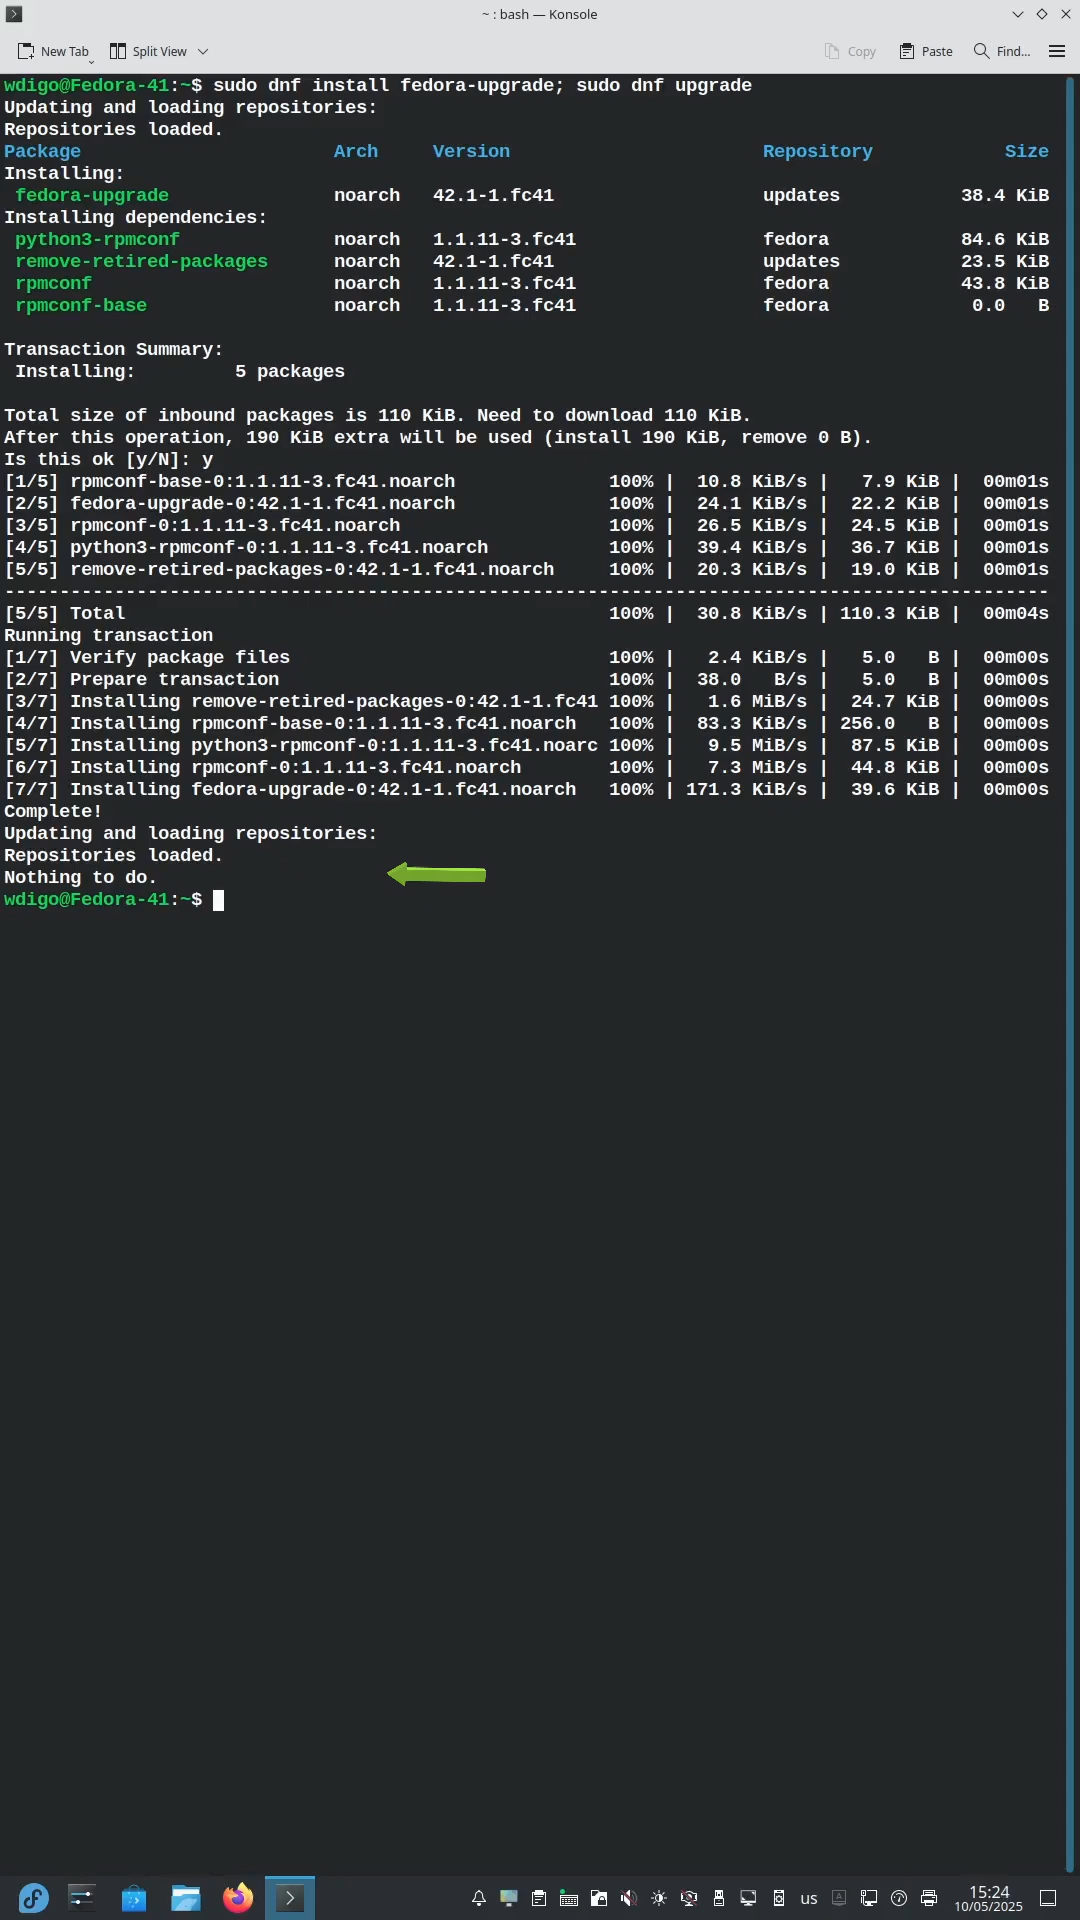 ~ : bash — Konsole
New Tab Split View Copy Paste Find...
wdigo@Fedora-41:~$ sudo dnf install fedora-upgrade; sudo dnf upgrade
Updating and loading repositories:
Repositories loaded.
Package Arch Version Repository Size
Installing:
fedora-upgrade noarch 42.1-1.fc41 updates 38.4 KiB
Installing dependencies:
python3-rpmconf noarch 1.1.11-3.fc41 fedora 84.6 KiB
remove-retired-packages noarch 42.1-1.fc41 updates 23.5 KiB
rpmconf noarch 1.1.11-3.fc41 fedora 43.8 KiB
rpmconf-base noarch 1.1.11-3.fc41 fedora 0.0 B
Transaction Summary:
Installing: 5 packages
Total size of inbound packages is 110 KiB. Need to download 110 KiB.
After this operation, 190 KiB extra will be used (install 190 KiB, remove 0 B).
Is this ok [y/N]: y
[1/5] rpmconf-base-0:1.1.11-3.fc41.noarch 100% | 10.8 KiB/s | 7.9 KiB | 00m01s
[2/5] fedora-upgrade-0:42.1-1.fc41.noarch 100% | 24.1 KiB/s | 22.2 KiB | 00m01s
[3/5] rpmconf-0:1.1.11-3.fc41.noarch 100% | 26.5 KiB/s | 24.5 KiB | 00m01s
[4/5] python3-rpmconf-0:1.1.11-3.fc41.noarch 100% | 39.4 KiB/s | 36.7 KiB | 00m01s
[5/5] remove-retired-packages-0:42.1-1.fc41.noarch 100% | 20.3 KiB/s | 19.0 KiB | 00m01s
-----------------------------------------------------------------------------------------------
[5/5] Total 100% | 30.8 KiB/s | 110.3 KiB | 00m04s
Running transaction
[1/7] Verify package files 100% | 2.4 KiB/s | 5.0 B | 00m00s
[2/7] Prepare transaction 100% | 38.0 B/s | 5.0 B | 00m00s
[3/7] Installing remove-retired-packages-0:42.1-1.fc41 100% | 1.6 MiB/s | 24.7 KiB | 00m00s
[4/7] Installing rpmconf-base-0:1.1.11-3.fc41.noarch 100% | 83.3 KiB/s | 256.0 B | 00m00s
[5/7] Installing python3-rpmconf-0:1.1.11-3.fc41.noarc 100% | 9.5 MiB/s | 87.5 KiB | 00m00s
[6/7] Installing rpmconf-0:1.1.11-3.fc41.noarch 100% | 7.3 MiB/s | 44.8 KiB | 00m00s
[7/7] Installing fedora-upgrade-0:42.1-1.fc41.noarch 100% | 171.3 KiB/s | 39.6 KiB | 00m00s
Complete!
Updating and loading repositories:
Repositories loaded.
Nothing to do.
wdigo@Fedora-41:~$
us
15:24
10/05/2025